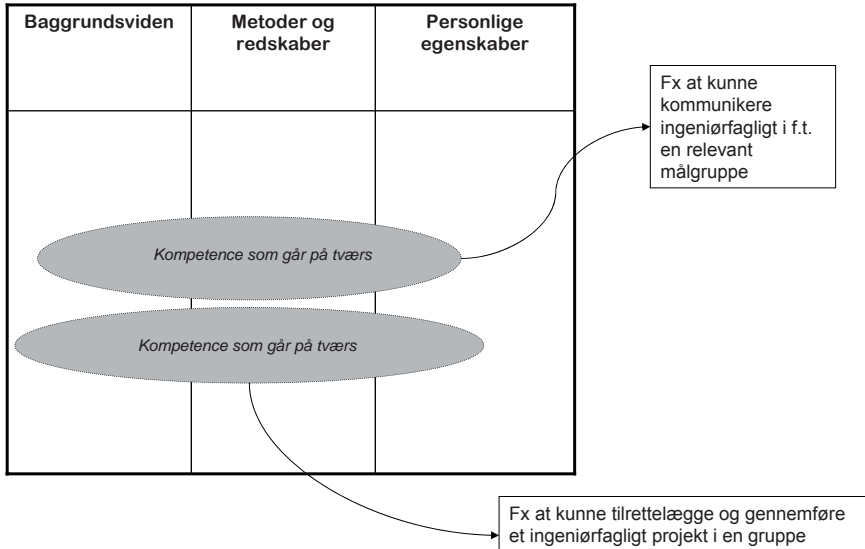 Baggrundsviden
Metoder og
redskaber
Personlige
egenskaber
Fx at kunne
kommunikere
ingeniørfagligt i f.t.
en relevant
målgruppe
Kompetence som går på tværs
Kompetence som går på tværs
Fx at kunne tilrettelægge og gennemføre
et ingeniørfagligt projekt i en gruppe